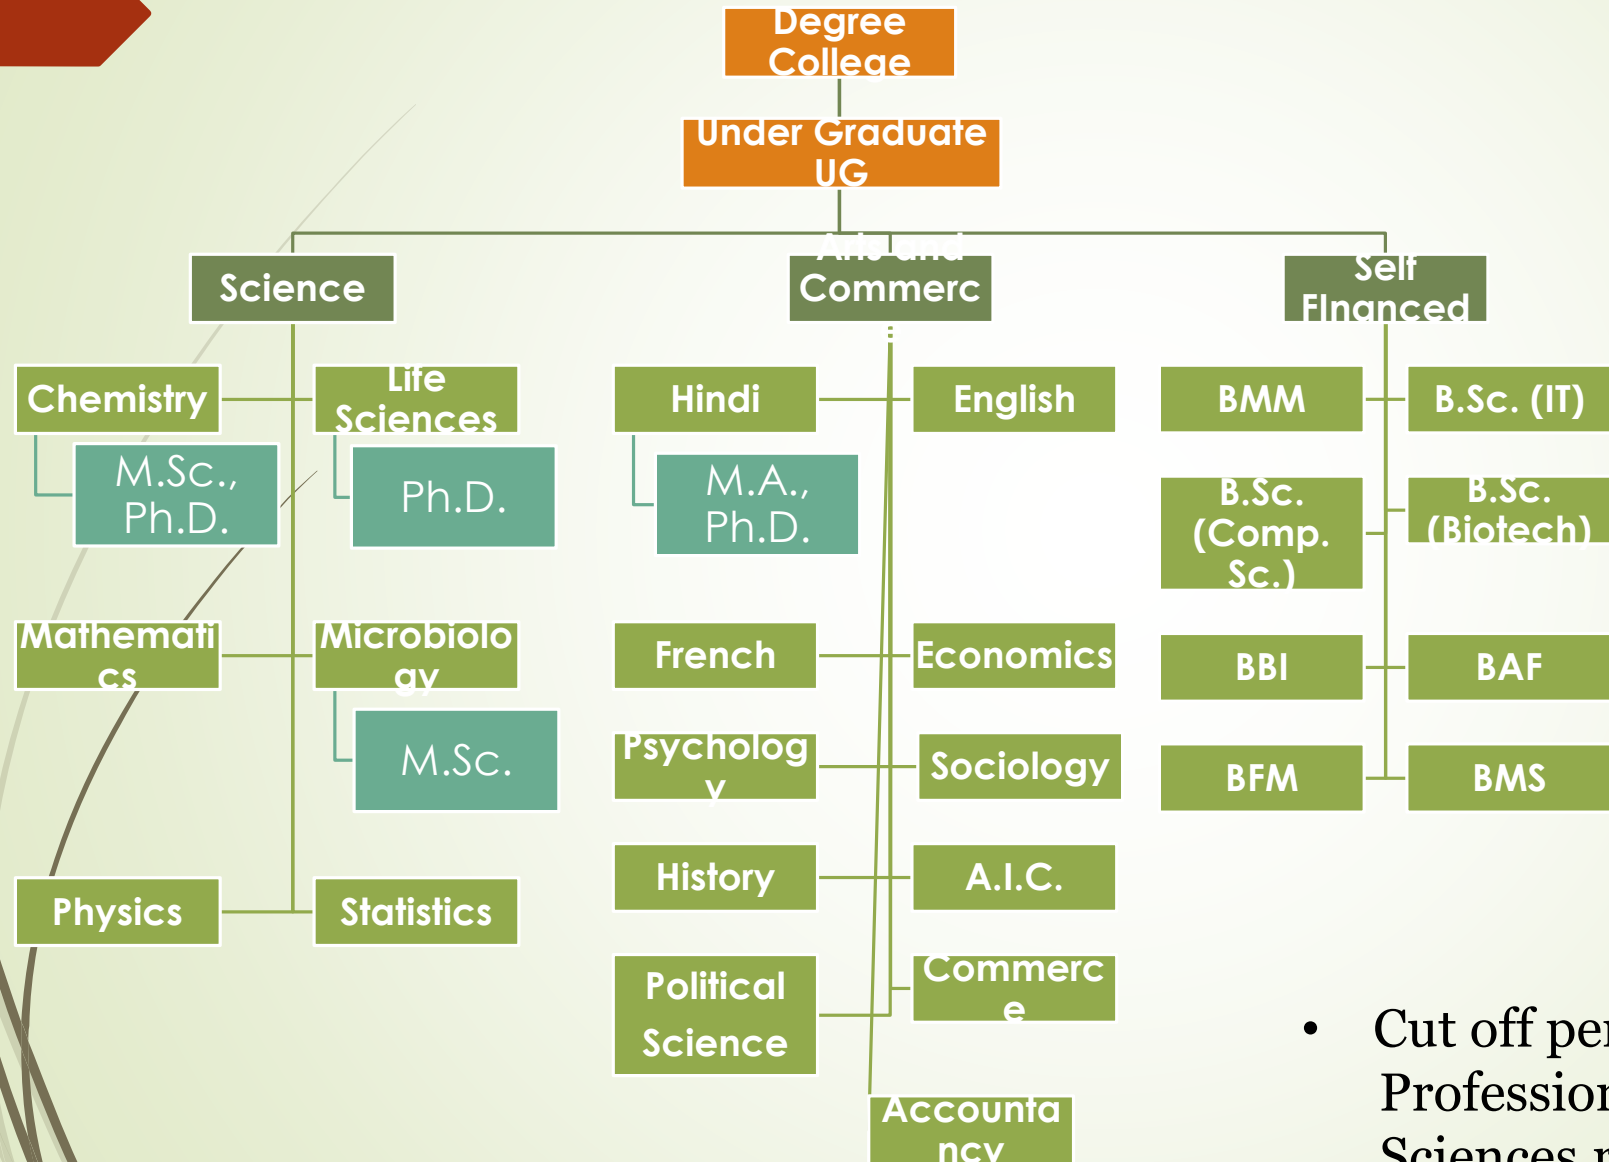 Degree
College
Under Graduate
UG
Science
Arts and
Commerc
e
Self
FInanced
Chemistry
Life
Sciences
M.Sc.,
Ph.D.
Ph.D.
Mathemati
cs
Microbiolo
gy
M.Sc.
Physics
Statistics
Hindi
English
M.A.,
Ph.D.
French
Economics
Psycholog
y
Sociology
History
A.I.C.
Political
Science
Commerc
e
Accounta
ncy
BMM
B.Sc. (IT)
B.Sc.
(Comp.
Sc.)
B.Sc.
(Biotech)
BBI
BAF
BFM
BMS
• Cut off
Profession
Sciences